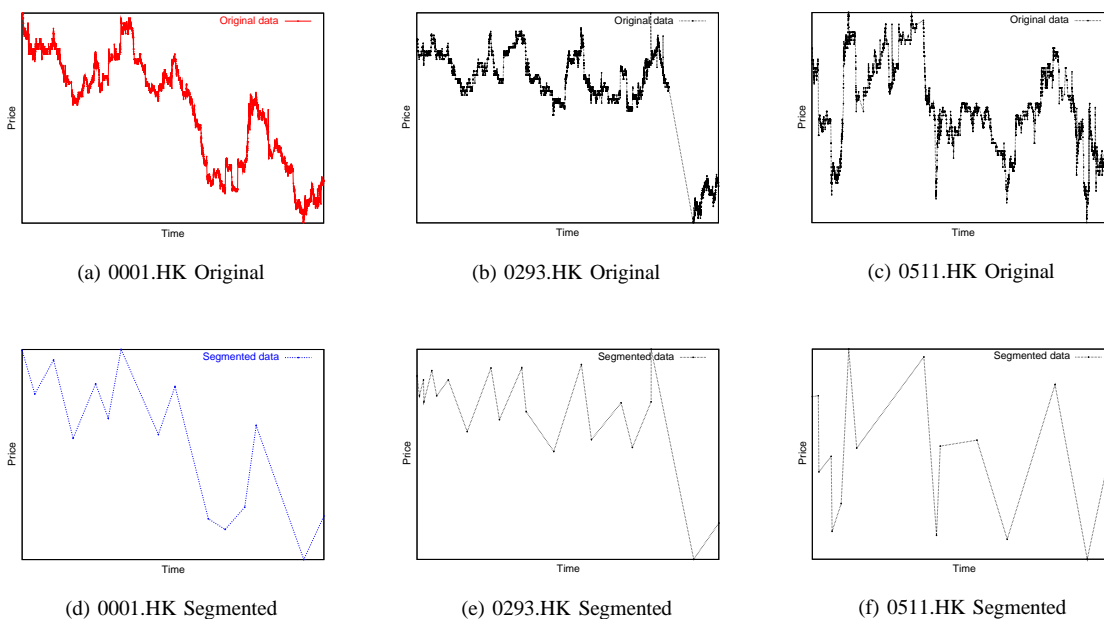 Original data
Price
Time
(a) 0001.HK Original
Original data
Price
Time
(b) 0293.HK Original
Original data
Price
Time
(c) 0511.HK Original
Segmented data
Price
Time
(d) 0001.HK Segmented
Segmented data
Price
Time
(e) 0293.HK Segmented
Segmented data
Price
Time
(f) 0511.HK Segmented